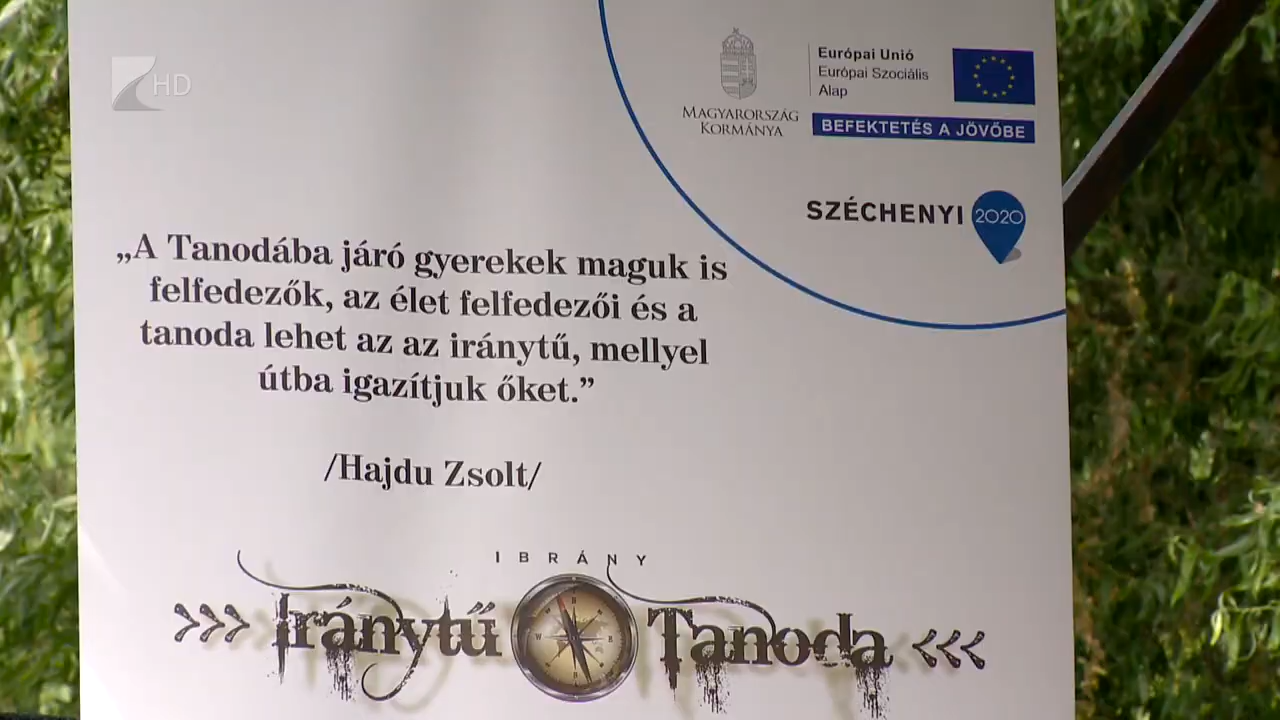 HD
MAGYARORSZÁG
KORMÁNYA
Európai Unió
Európai Szociális
Alap
BEFEKTETÉS A JÖVŐBE
SZÉCHENYI 2020
„A Tanodába járó gyerekek maguk is
felfedezők, az élet felfedezői és a
tanoda lehet az az iránytű, mellyel
útba igazítjuk őket.”
/Hajdu Zsolt/
IBRÁNY
Iránytű Tanoda